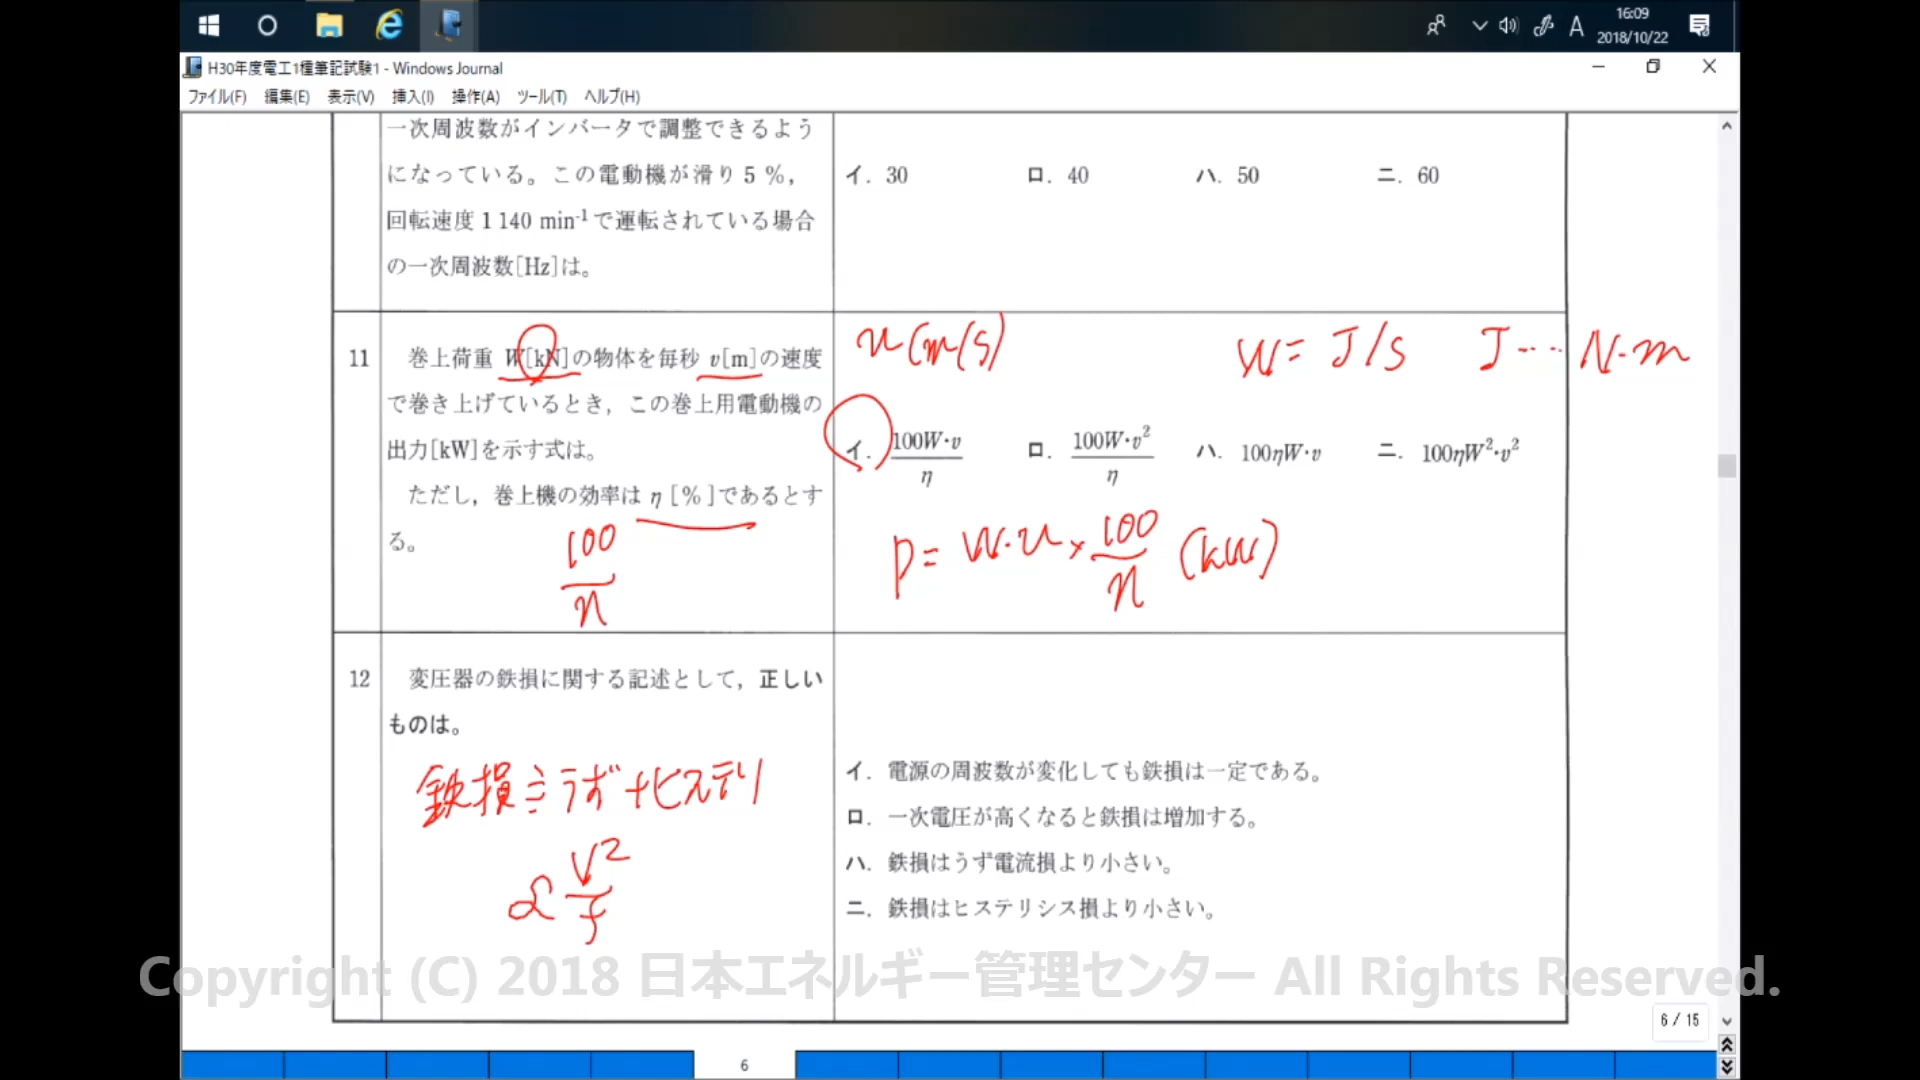 A
16:09
2018/10/22
H30年度電工1種筆記試験1 - Windows Journal
ファイル(F) 編集(E) 表示(V) 挿入(I) 操作(A) ツール(T) ヘルプ(H)
一次周波数がインバータで調整できるよう
になっている。この電動機が滑り 5 %,
回転速度 1 140 min⁻¹ で運転されている場合
の一次周波数[Hz]は。
イ. 30 ロ. 40 ハ. 50 ニ. 60
11
巻上荷重 W[kN]の物体を毎秒 v[m]の速度
で巻き上げているとき,この巻上用電動機の
出力[kW]を示す式は。
ただし,巻上機の効率は η [%]であるとす
る。
100/η
v(m/s) W= J/s J… N·m
イ. 100W·v/η ロ. 100W·v²/η ハ. 100ηW·v ニ. 100ηW²·v²
P= W·v × 100/η (kW)
12
変圧器の鉄損に関する記述として,正しい
ものは。
鉄損ミうず+ヒステリ
∝ V²/f
イ. 電源の周波数が変化しても鉄損は一定である。
ロ. 一次電圧が高くなると鉄損は増加する。
ハ. 鉄損はうず電流損より小さい。
ニ. 鉄損はヒステリシス損より小さい。
Copyright (C) 2018 日本エネルギー管理センター All Rights Reserved.
6 / 15
6